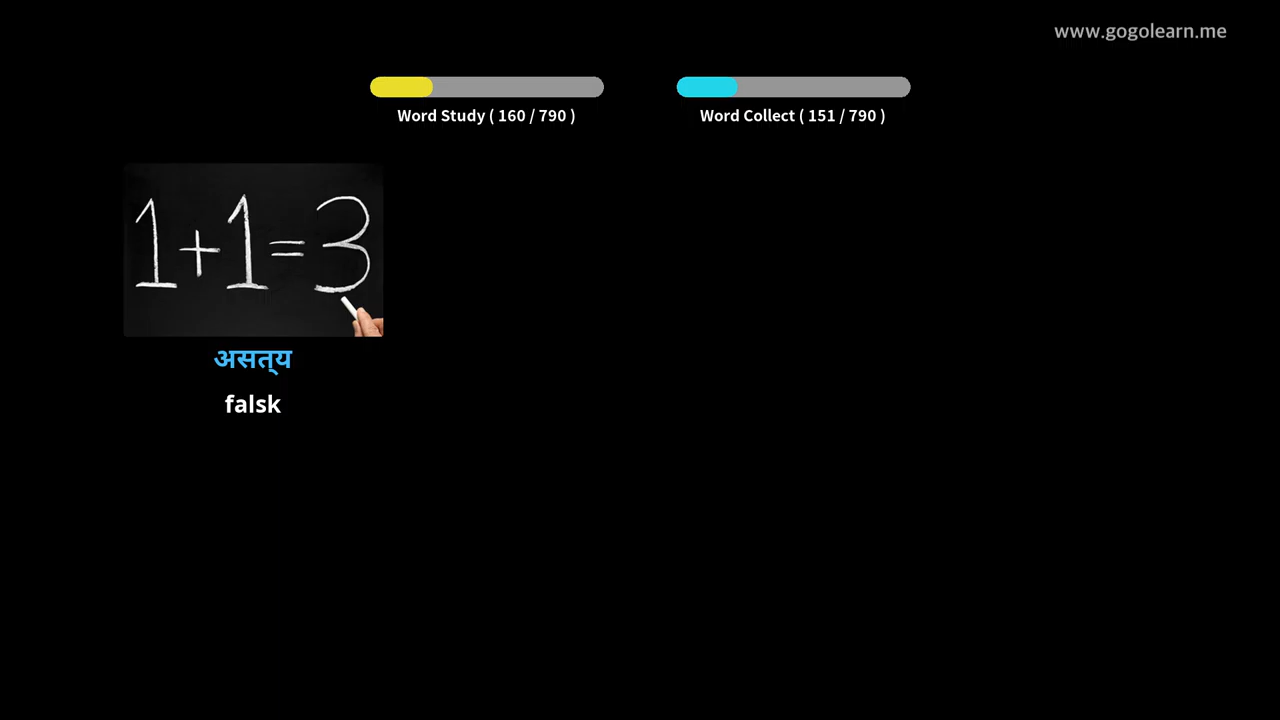 www.gogolearn.me
Word Study ( 160 / 790 )
Word Collect ( 151 / 790 )
1+1=3
असत्य
falsk